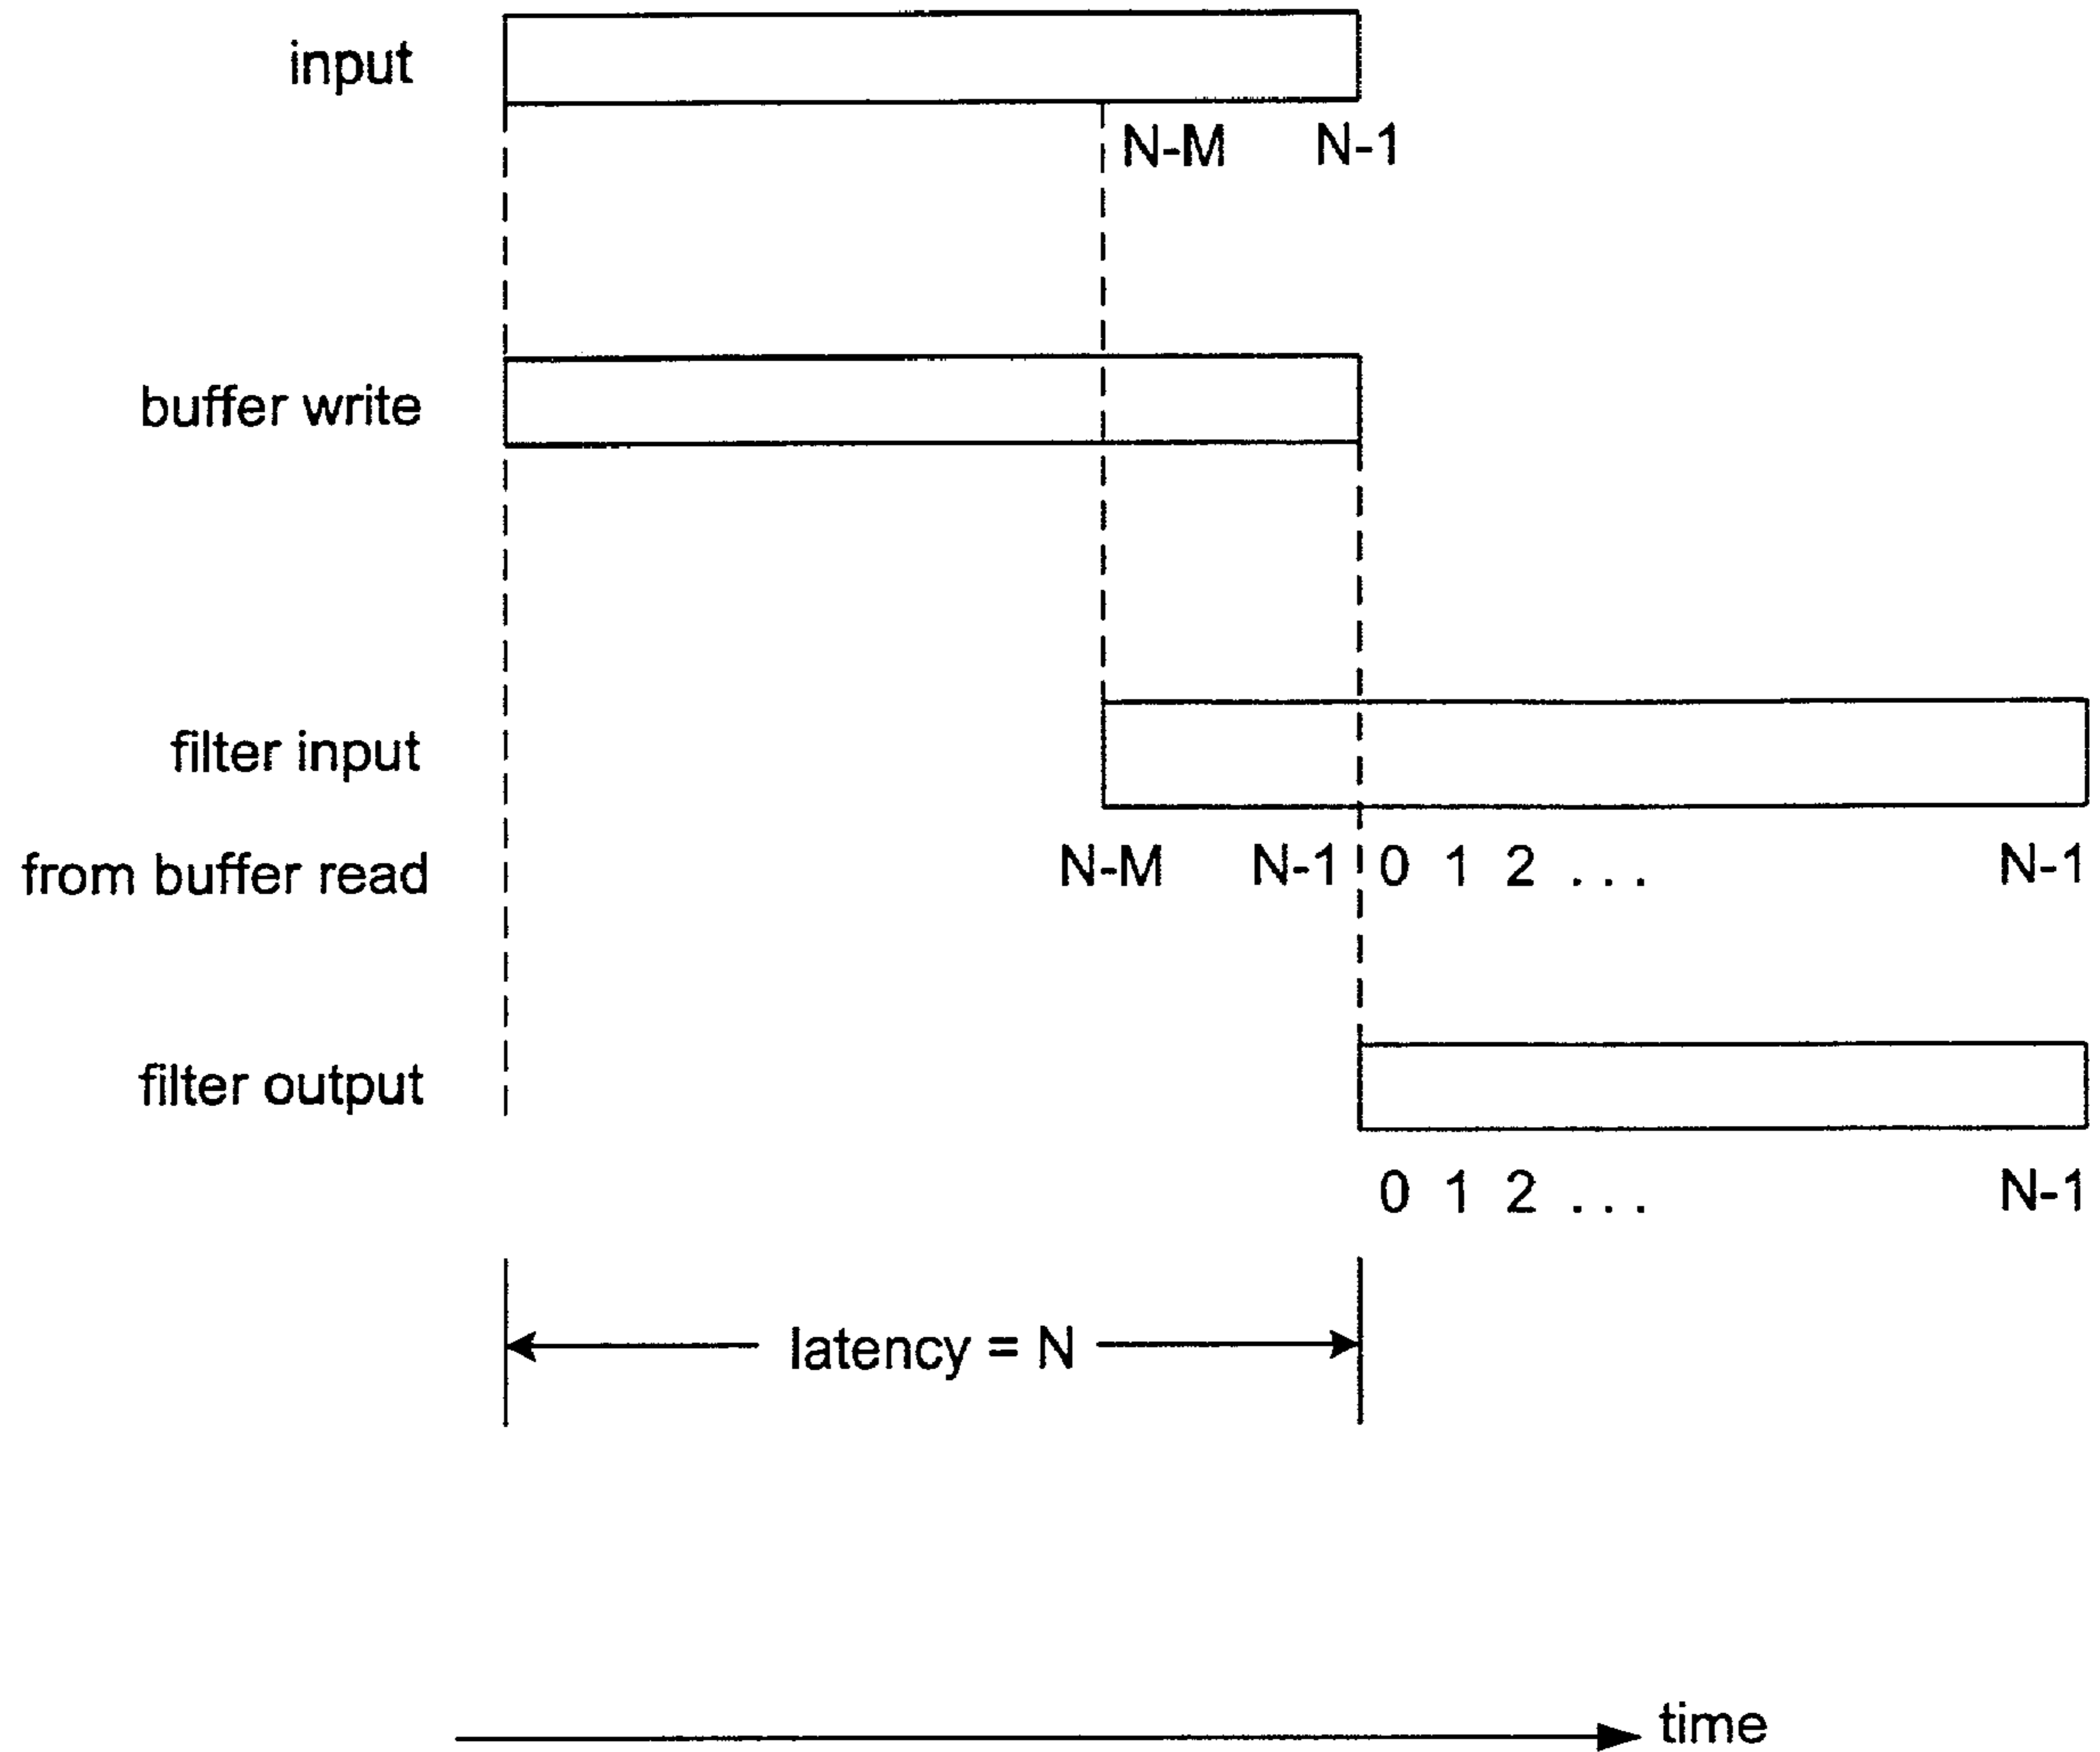 input
N-M N-1
buffer write
filter input
from buffer read N-M N-1 0 1 2 . . . N-1
filter output
0 1 2 . . . N-1
latency = N
time